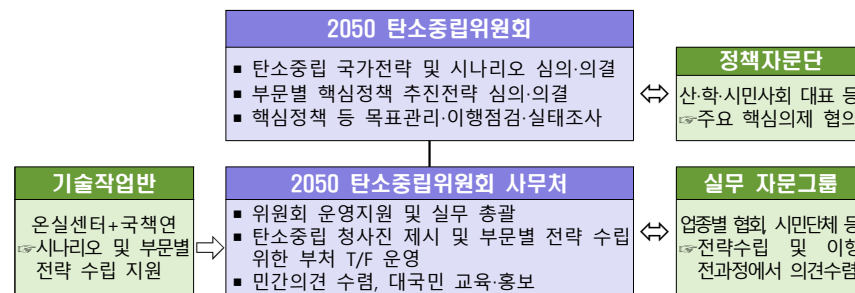 2050 탄소중립위원회
▪ 탄소중립 국가전략 및 시나리오 심의·의결
▪ 부문별 핵심정책 추진전략 심의·의결
▪ 핵심정책 등 목표관리·이행점검·실태조사
정책자문단
산·학·시민사회 대표 등
☞주요 핵심의제 협의
기술작업반
온실센터+국책연
☞시나리오 및 부문별
전략 수립 지원
2050 탄소중립위원회 사무처
▪ 위원회 운영지원 및 실무 총괄
▪ 탄소중립 청사진 제시 및 부문별 전략 수립
위한 부처 T/F 운영
▪ 민간의견 수렴, 대국민 교육·홍보
실무 자문그룹
업종별 협회, 시민단체 등
☞전략수립 및 이행
전과정에서 의견수렴